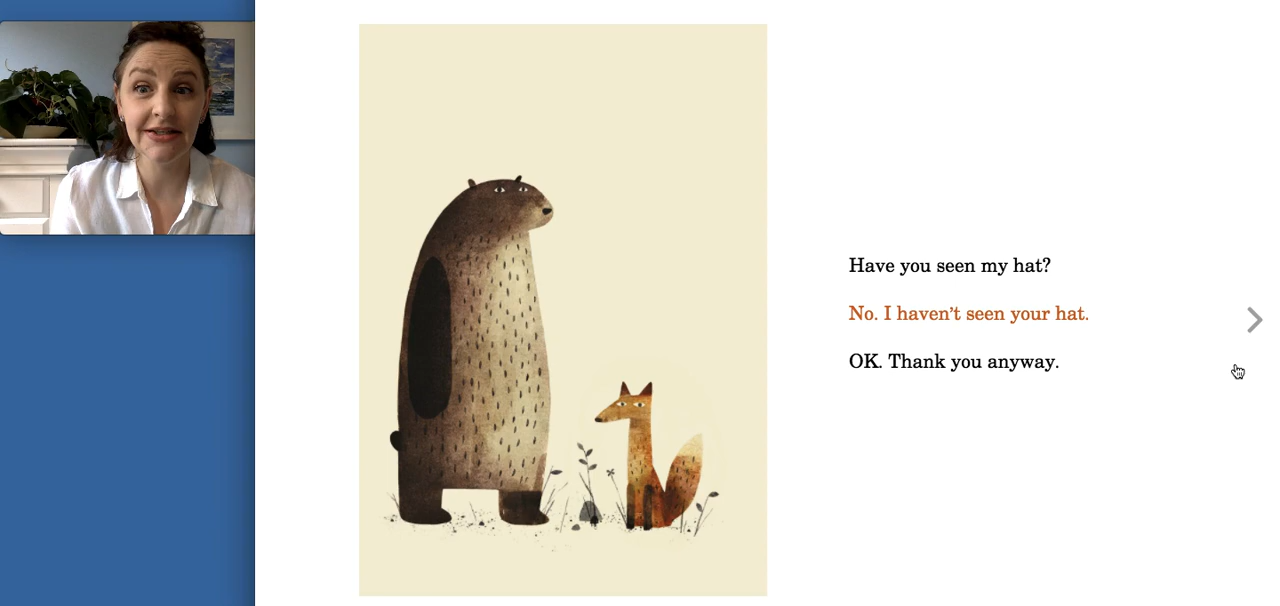 Have you seen my hat?
No. I haven’t seen your hat.
OK. Thank you anyway.